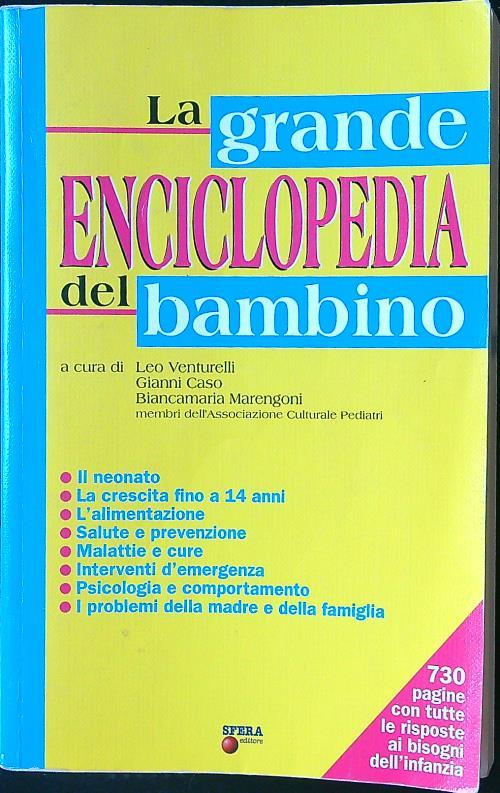 La grande
ENCICLOPEDIA
del bambino
a cura di Leo Venturelli
Gianni Caso
Biancamaria Marengoni
membri dell'Associazione Culturale Pediatri
Il neonato
La crescita fino a 14 anni
L'alimentazione
Salute e prevenzione
Malattie e cure
Interventi d'emergenza
Psicologia e comportamento
I problemi della madre e della famiglia
730
pagine
con tutte
le risposte
ai bisogni
dell'infanzia
SFERA
editore